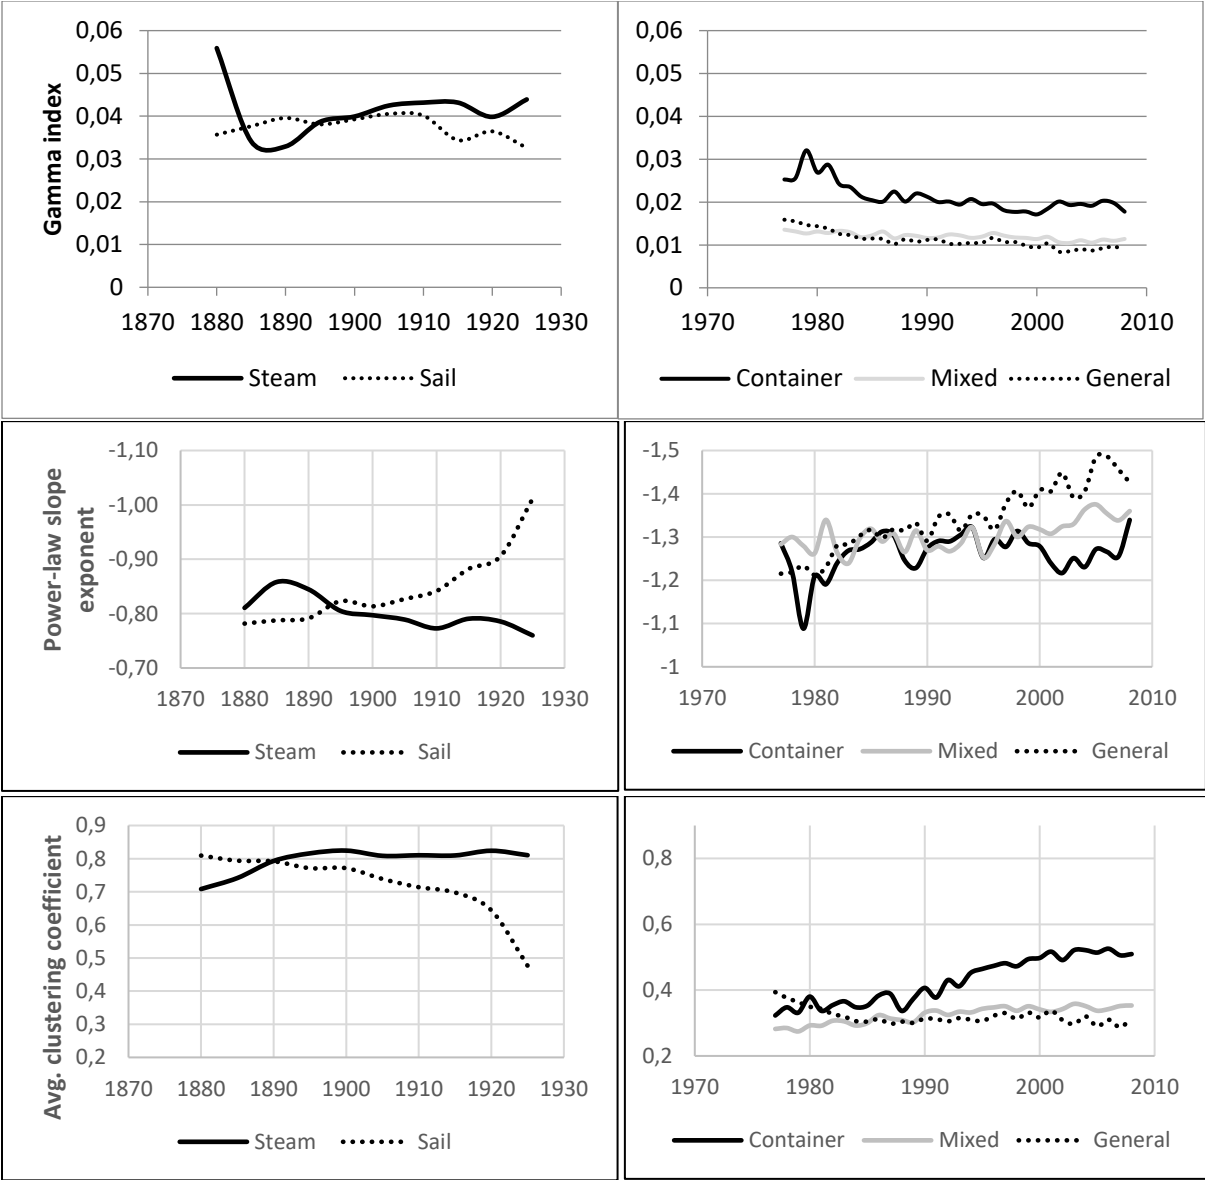 Gamma index
0,06
0,05
0,04
0,03
0,02
0,01
0
1870 1880 1890 1900 1910 1920 1930
Steam Sail
0,06
0,05
0,04
0,03
0,02
0,01
0
1970 1980 1990 2000 2010
Container Mixed General
Power-law slope
exponent
-1,10
-1,00
-0,90
-0,80
-0,70
1870 1880 1890 1900 1910 1920 1930
Steam Sail
-1,5
-1,4
-1,3
-1,2
-1,1
-1
1970 1980 1990 2000 2010
Container Mixed General
Avg. clustering coefficient
0,9
0,8
0,7
0,6
0,5
0,4
0,3
0,2
1870 1880 1890 1900 1910 1920 1930
Steam Sail
0,8
0,6
0,4
0,2
1970 1980 1990 2000 2010
Container Mixed General